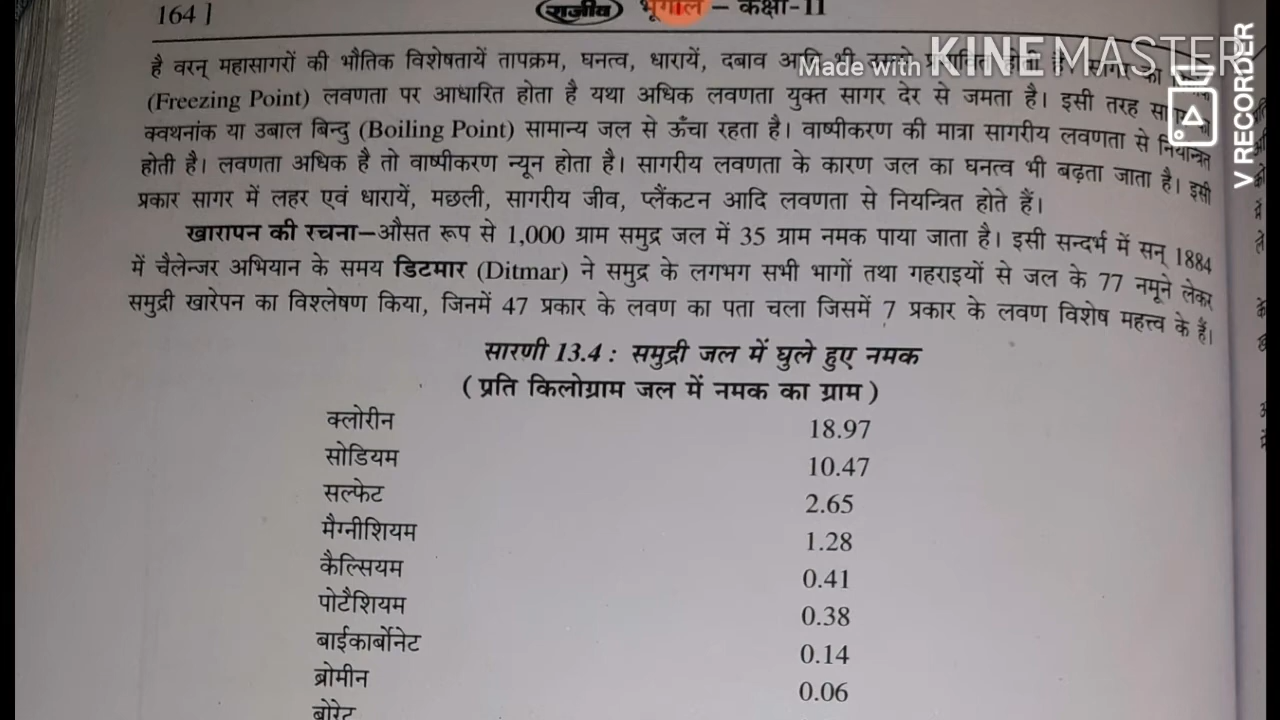 164 ]
राजीव भूगोल – कक्षा-11
है वरन् महासागरों की भौतिक विशेषतायें तापक्रम, घनत्व, धारायें, दबाव
Made with KINEMASTER
(Freezing Point) लवणता पर आधारित होता है यथा अधिक लवणता युक्त सागर देर से जमता है। इसी तरह
क्वथनांक या उबाल बिन्दु (Boiling Point) सामान्य जल से ऊँचा रहता है। वाष्पीकरण की मात्रा सागरीय लवणता से नियन्त्रित
होती है। लवणता अधिक है तो वाष्पीकरण न्यून होता है। सागरीय लवणता के कारण जल का घनत्व भी बढ़ता जाता है। इसी
प्रकार सागर में लहर एवं धारायें, मछली, सागरीय जीव, प्लैंकटन आदि लवणता से नियन्त्रित होते हैं।
खारापन की रचना–औसत रूप से 1,000 ग्राम समुद्र जल में 35 ग्राम नमक पाया जाता है। इसी सन्दर्भ में सन् 1884
में चैलेन्जर अभियान के समय डिटमार (Ditmar) ने समुद्र के लगभग सभी भागों तथा गहराइयों से जल के 77 नमूने लेकर
समुद्री खारेपन का विश्लेषण किया, जिनमें 47 प्रकार के लवण का पता चला जिसमें 7 प्रकार के लवण विशेष महत्त्व के हैं।
सारणी 13.4 : समुद्री जल में घुले हुए नमक
(प्रति किलोग्राम जल में नमक का ग्राम)
क्लोरीन 18.97
सोडियम 10.47
सल्फेट 2.65
मैग्नीशियम 1.28
कैल्सियम 0.41
पोटैशियम 0.38
बाईकार्बोनेट 0.14
ब्रोमीन 0.06
बोरेट
V RECORDER